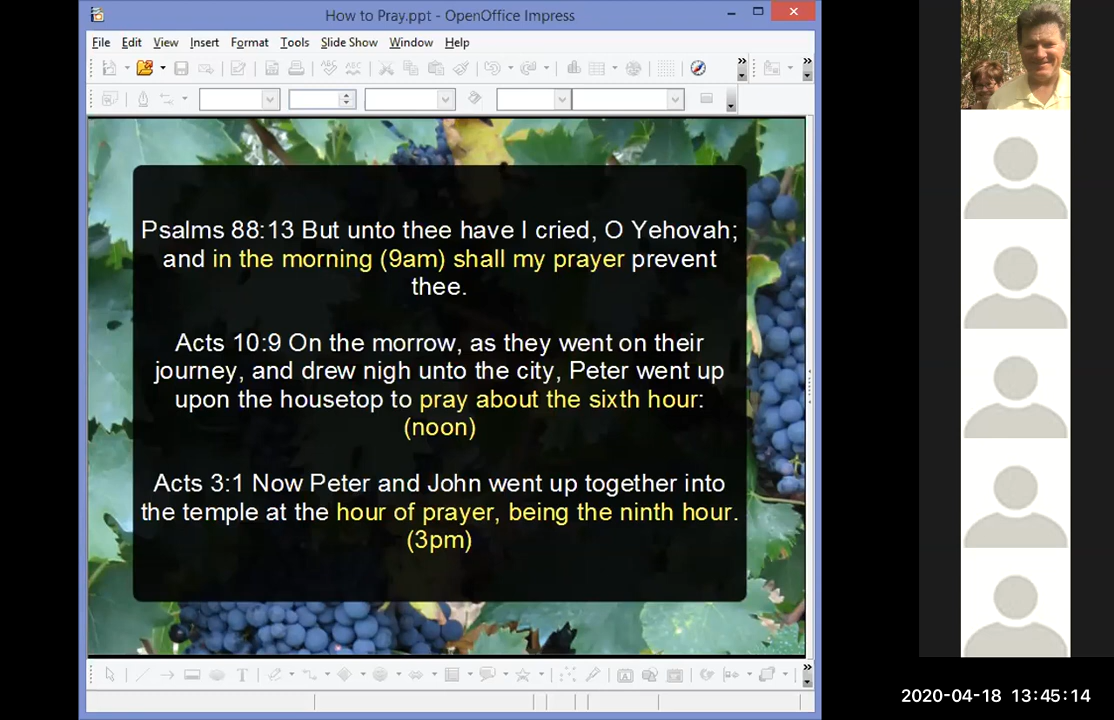 How to Pray.ppt - OpenOffice Impress
File Edit View Insert Format Tools Slide Show Window Help
Psalms 88:13 But unto thee have I cried, O Yehovah;
and in the morning (9am) shall my prayer prevent
thee.
Acts 10:9 On the morrow, as they went on their
journey, and drew nigh unto the city, Peter went up
upon the housetop to pray about the sixth hour:
(noon)
Acts 3:1 Now Peter and John went up together into
the temple at the hour of prayer, being the ninth hour.
(3pm)
2020-04-18 13:45:14